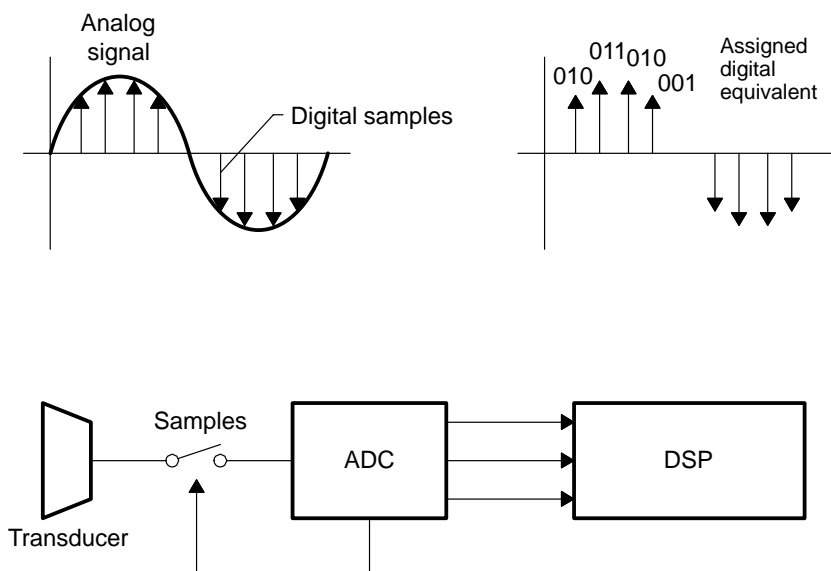 Analog
signal
Digital samples
010
011
010
001
Assigned
digital
equivalent
Samples
Transducer
ADC
DSP